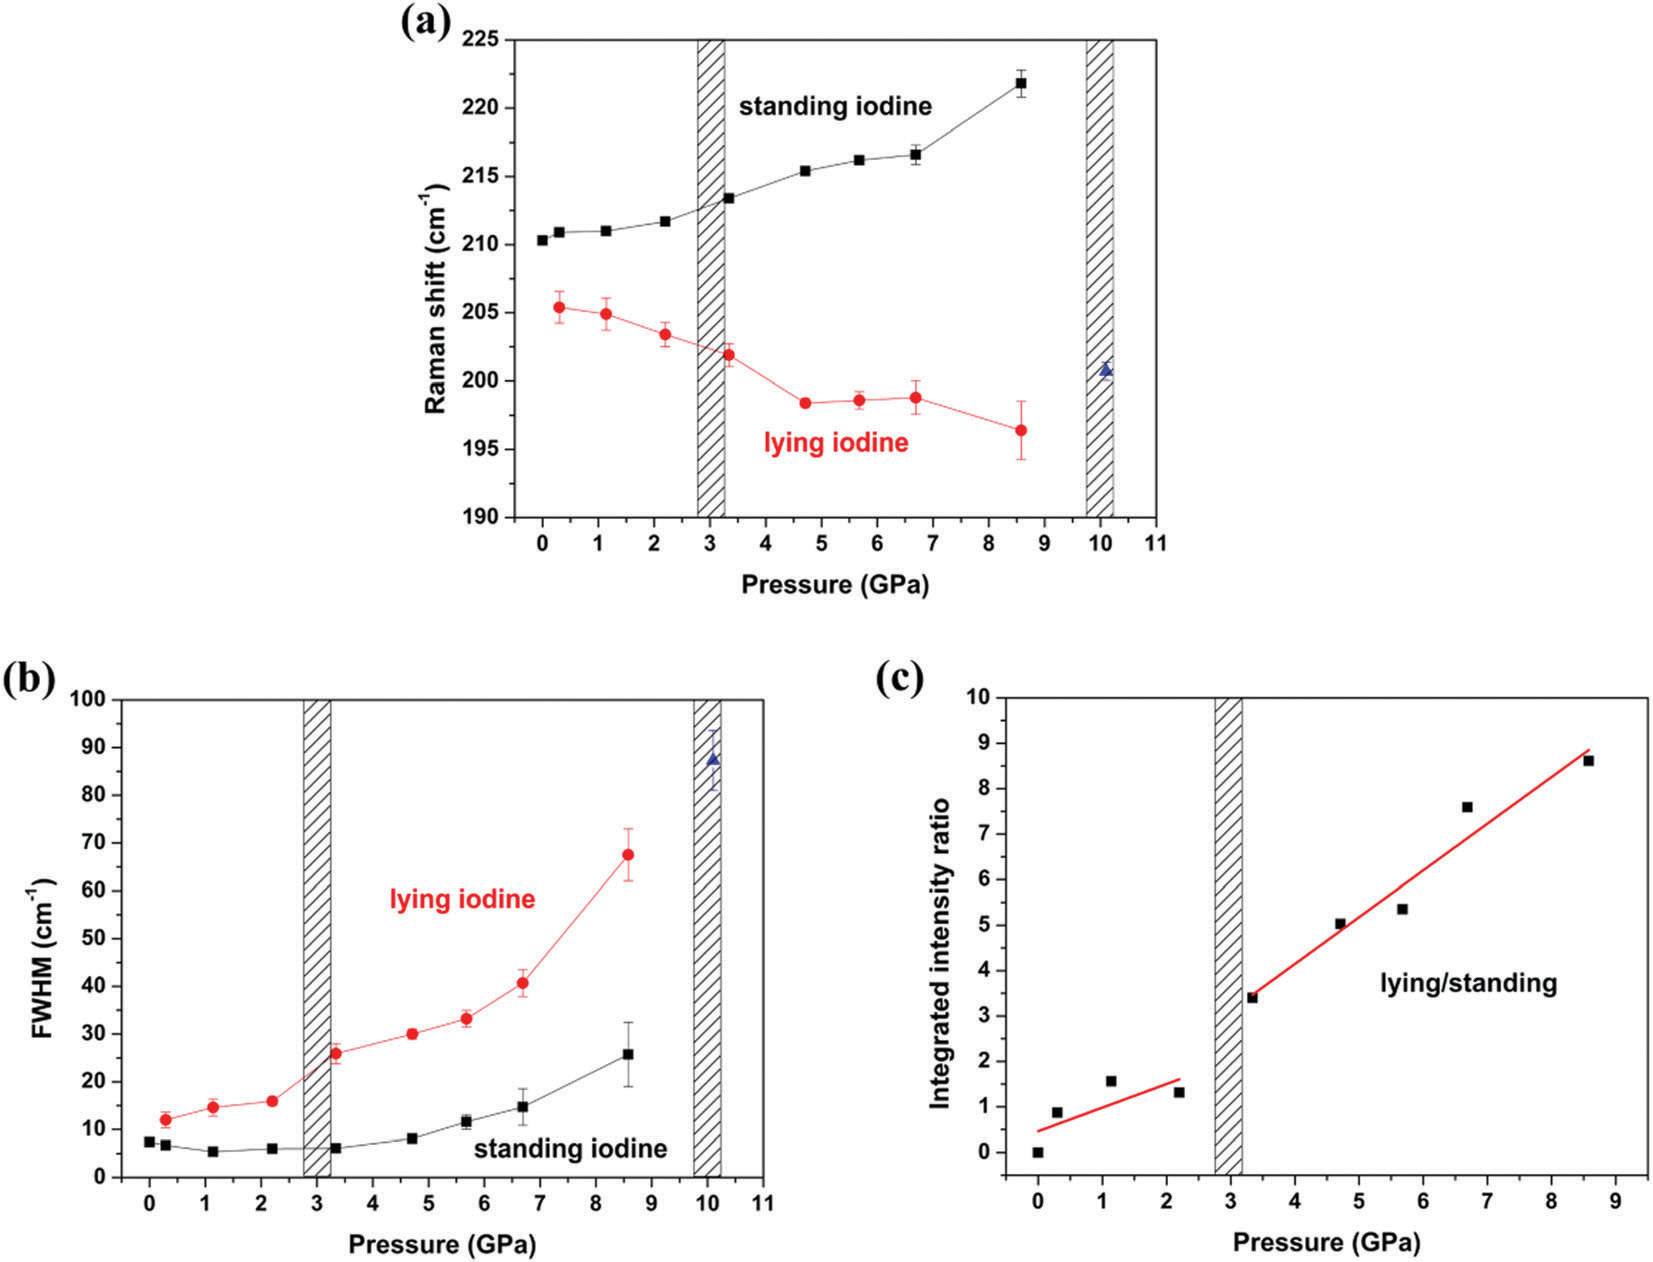 (a)
225
220
215
210
205
200
195
190
Raman shift (cm⁻¹)
standing iodine
lying iodine
0 1 2 3 4 5 6 7 8 9 10 11
Pressure (GPa)
(b)
100
90
80
70
60
50
40
30
20
10
0
FWHM (cm⁻¹)
lying iodine
standing iodine
0 1 2 3 4 5 6 7 8 9 10 11
Pressure (GPa)
(c)
10
9
8
7
6
5
4
3
2
1
0
Integrated intensity ratio
lying/standing
0 1 2 3 4 5 6 7 8 9
Pressure (GPa)